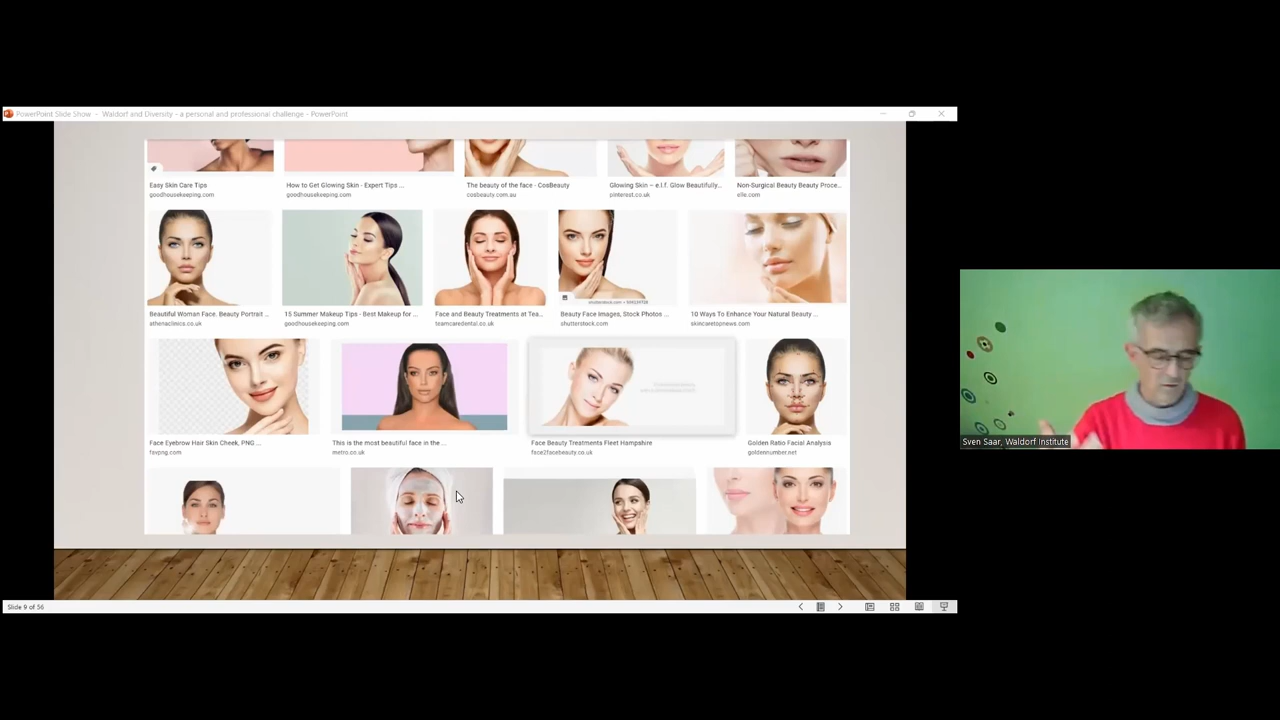 PowerPoint Slide Show - Waldorf and Diversity - a personal and professional challenge - PowerPoint
Easy Skin Care Tips
goodhousekeeping.com
How to Get Glowing Skin - Expert Tips ...
goodhousekeeping.com
The beauty of the face - CosBeauty
cosbeauty.com.au
Glowing Skin – e.l.f. Glow Beautifully...
pinterest.co.uk
Non-Surgical Beauty Beauty Proce...
elle.com
Beautiful Woman Face. Beauty Portrait ...
athenaclinics.co.uk
15 Summer Makeup Tips - Best Makeup for ...
goodhousekeeping.com
Face and Beauty Treatments at Tea...
teamcaredental.co.uk
shutterstock.com
Beauty Face Images, Stock Photos ...
shutterstock.com
10 Ways To Enhance Your Natural Beauty ...
skincaretopnews.com
Face Eyebrow Hair Skin Cheek, PNG ...
favpng.com
This is the most beautiful face in the ...
metro.co.uk
Face Beauty Treatments Fleet Hampshire
face2facebeauty.co.uk
Golden Ratio Facial Analysis
goldennumber.net
Sven Saar, Waldorf Institute
Slide 9 of 56